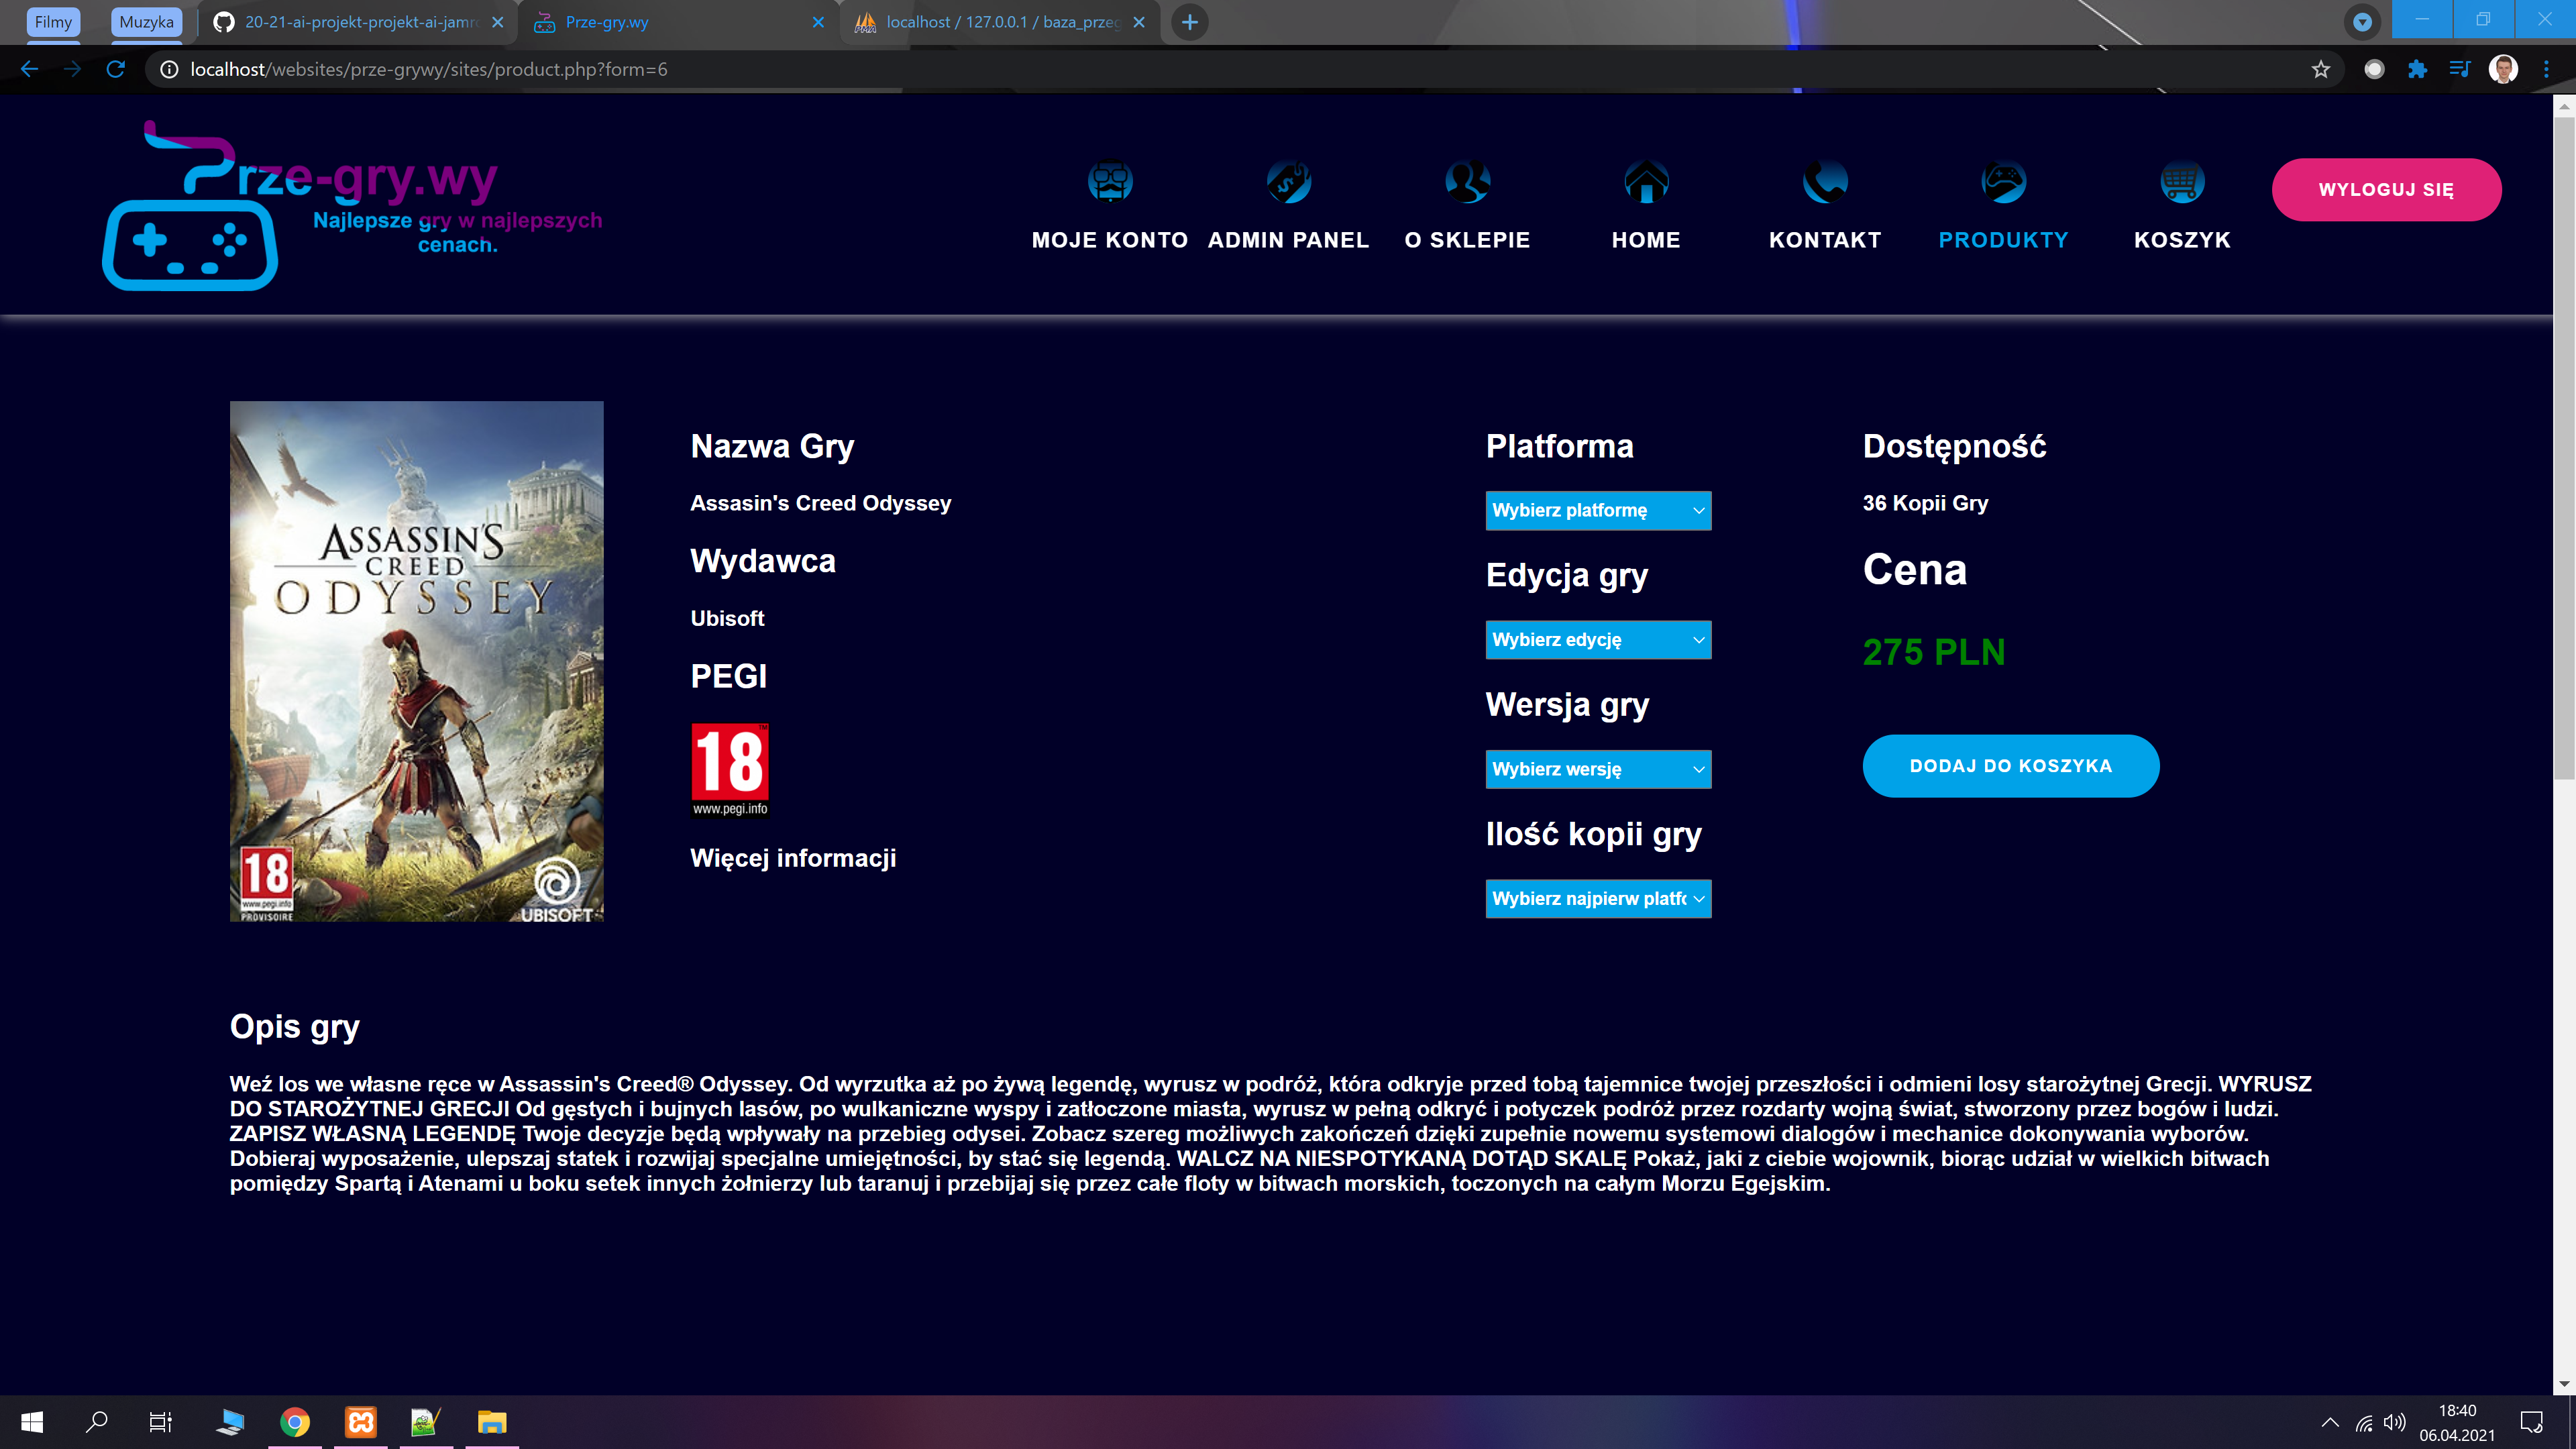 Filmy
Muzyka
20-21-ai-projekt-projekt-ai-jamro
Prze-gry.wy
localhost / 127.0.0.1 / baza_przeg
localhost/websites/prze-grywy/sites/product.php?form=6
Prze-gry.wy
Najlepsze gry w najlepszych
cenach.
MOJE KONTO
ADMIN PANEL
O SKLEPIE
HOME
KONTAKT
PRODUKTY
KOSZYK
WYLOGUJ SIĘ
ASSASSIN'S
CREED
ODYSSEY
18
www.pegi.info
PROVISOIRE
UBISOFT
Nazwa Gry
Assasin's Creed Odyssey
Wydawca
Ubisoft
PEGI
18
www.pegi.info
Więcej informacji
Platforma
Wybierz platformę
Edycja gry
Wybierz edycję
Wersja gry
Wybierz wersję
Ilość kopii gry
Wybierz najpierw platfo
Dostępność
36 Kopii Gry
Cena
275 PLN
DODAJ DO KOSZYKA
Opis gry
Weź los we własne ręce w Assassin's Creed® Odyssey. Od wyrzutka aż po żywą legendę, wyrusz w podróż, która odkryje przed tobą tajemnice twojej przeszłości i odmieni losy starożytnej Grecji. WYRUSZ
DO STAROŻYTNEJ GRECJI Od gęstych i bujnych lasów, po wulkaniczne wyspy i zatłoczone miasta, wyrusz w pełną odkryć i potyczek podróż przez rozdarty wojną świat, stworzony przez bogów i ludzi.
ZAPISZ WŁASNĄ LEGENDĘ Twoje decyzje będą wpływały na przebieg odysei. Zobacz szereg możliwych zakończeń dzięki zupełnie nowemu systemowi dialogów i mechanice dokonywania wyborów.
Dobieraj wyposażenie, ulepszaj statek i rozwijaj specjalne umiejętności, by stać się legendą. WALCZ NA NIESPOTYKANĄ DOTĄD SKALĘ Pokaż, jaki z ciebie wojownik, biorąc udział w wielkich bitwach
pomiędzy Spartą i Atenami u boku setek innych żołnierzy lub taranuj i przebijaj się przez całe floty w bitwach morskich, toczonych na całym Morzu Egejskim.
18:40
06.04.2021